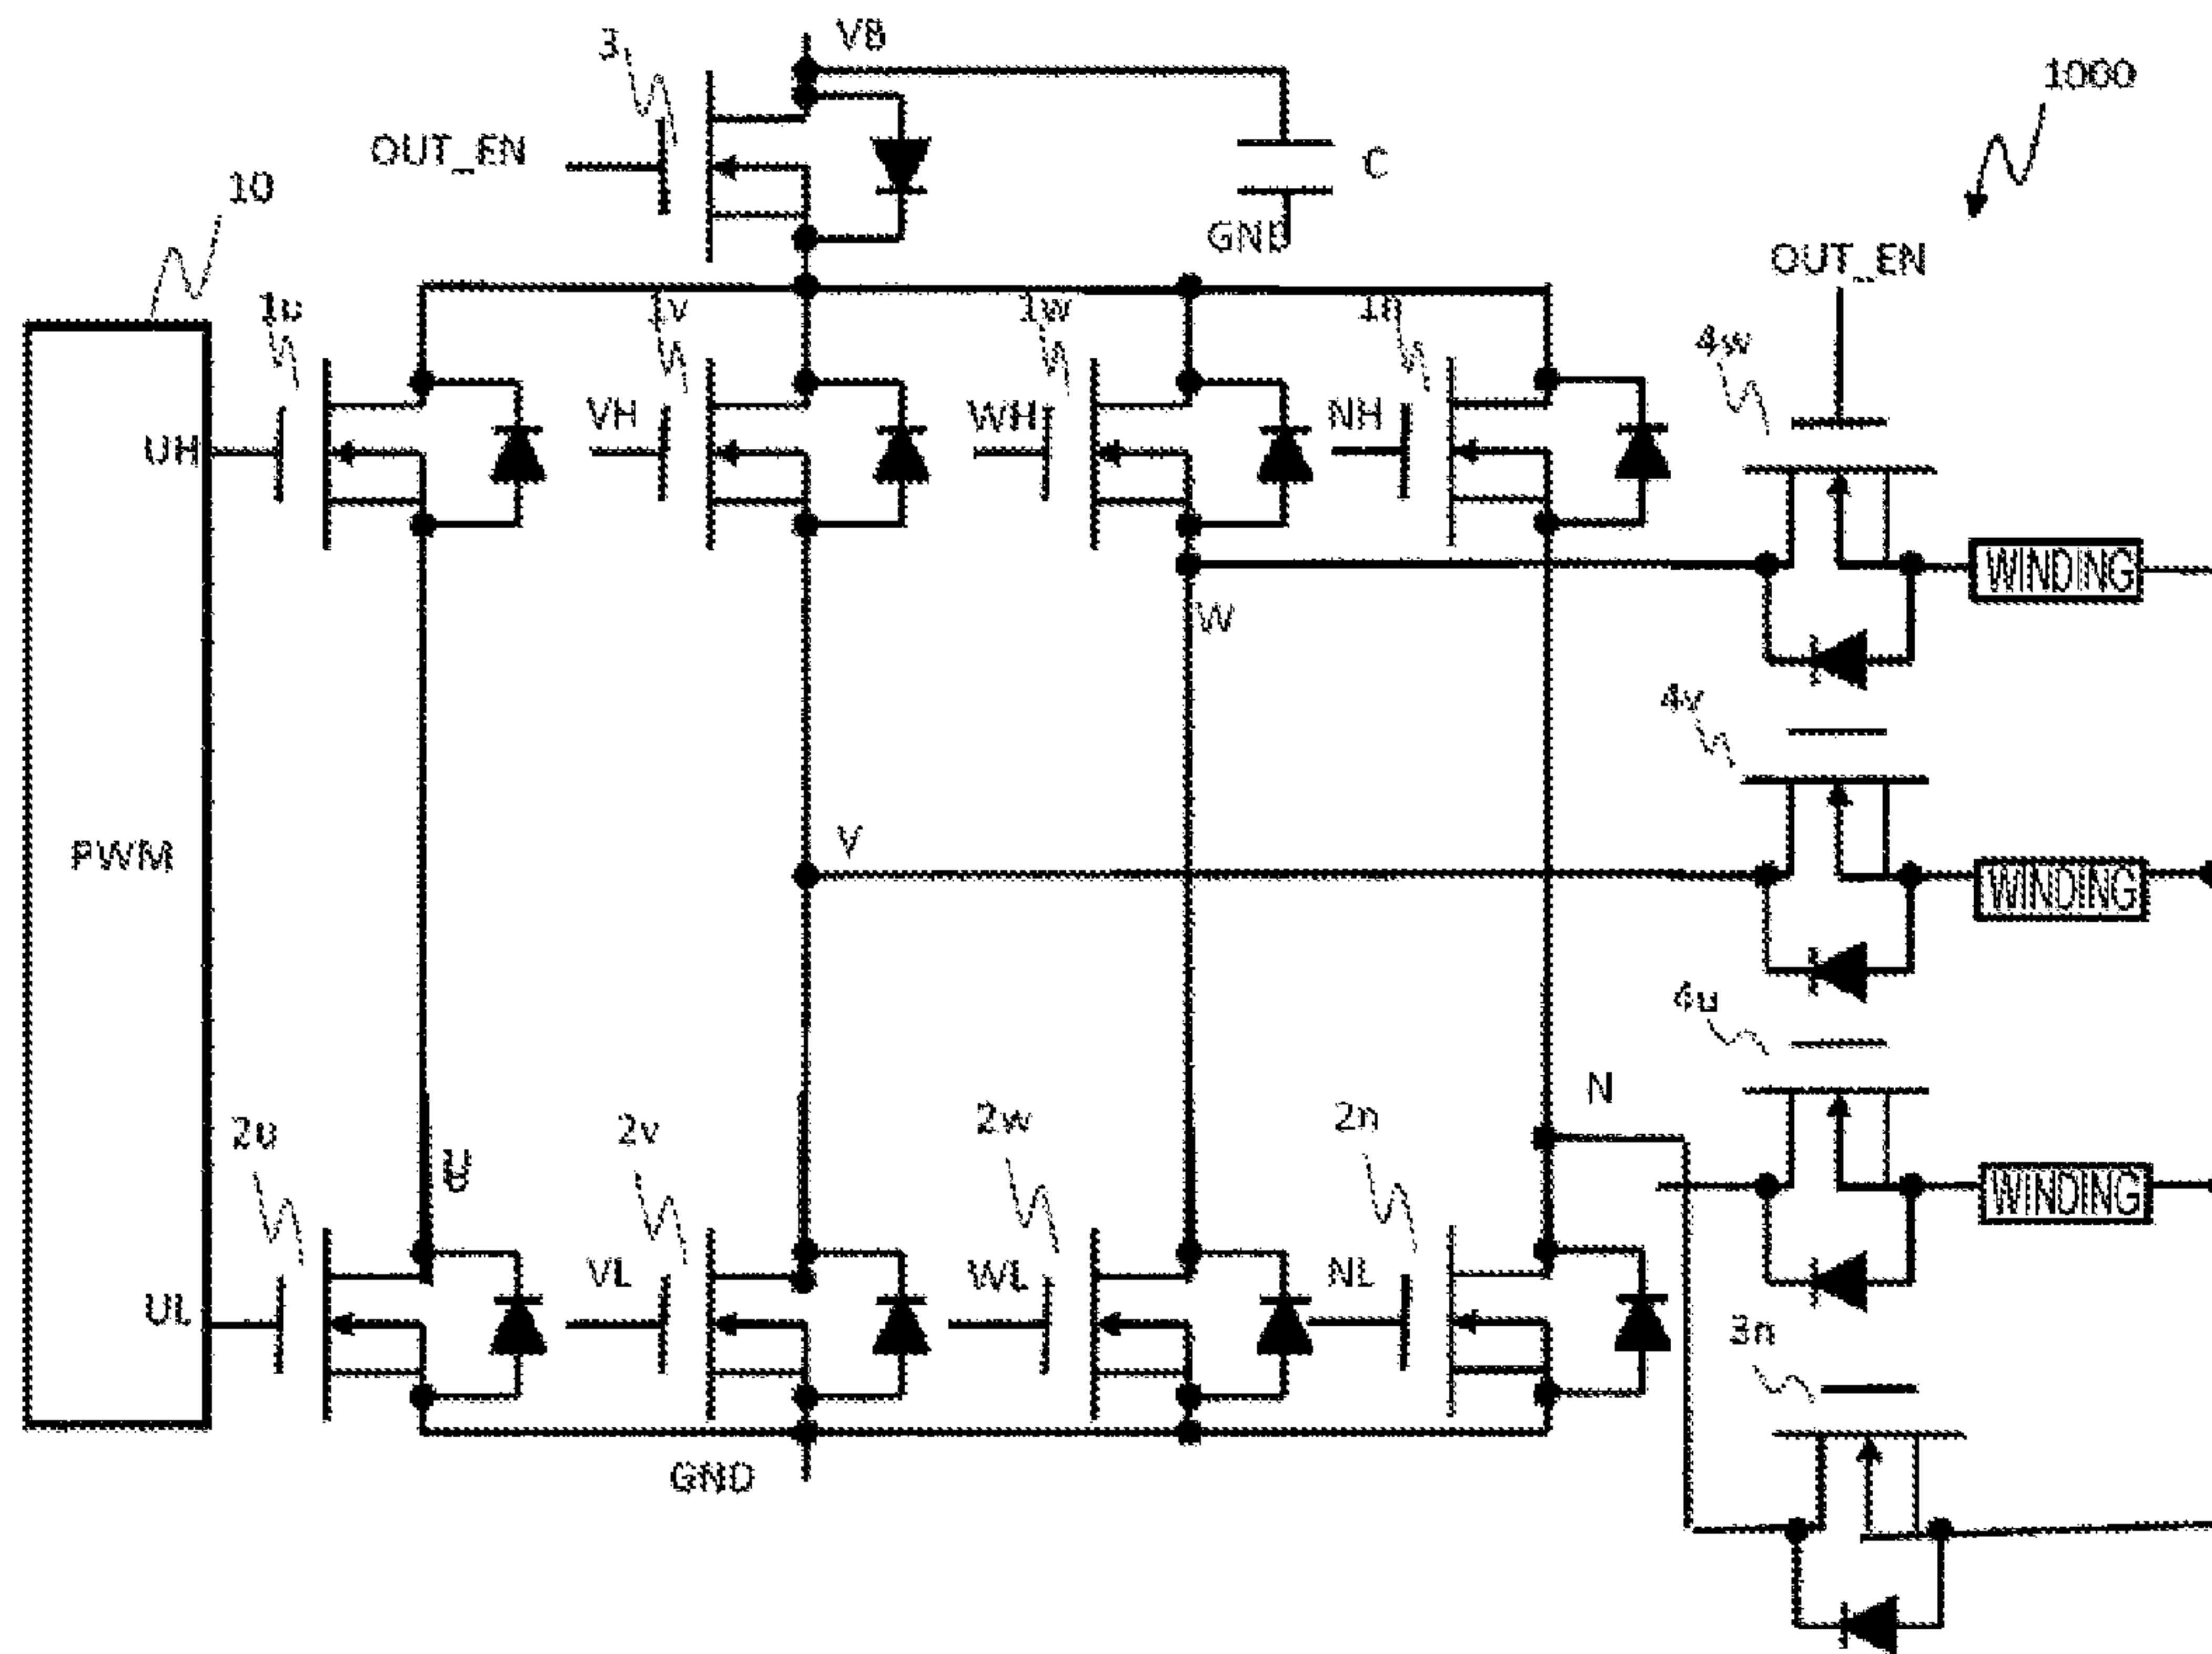 VB
3
1000
OUT_EN
C
10
GND
OUT_EN
1u
1v
1w
1n
4w
UH
VH
WH
NH
WINDING
W
4v
V
PWM
WINDING
4u
N
2u
2v
2w
2n
U
WINDING
UL
VL
WL
NL
3n
GND